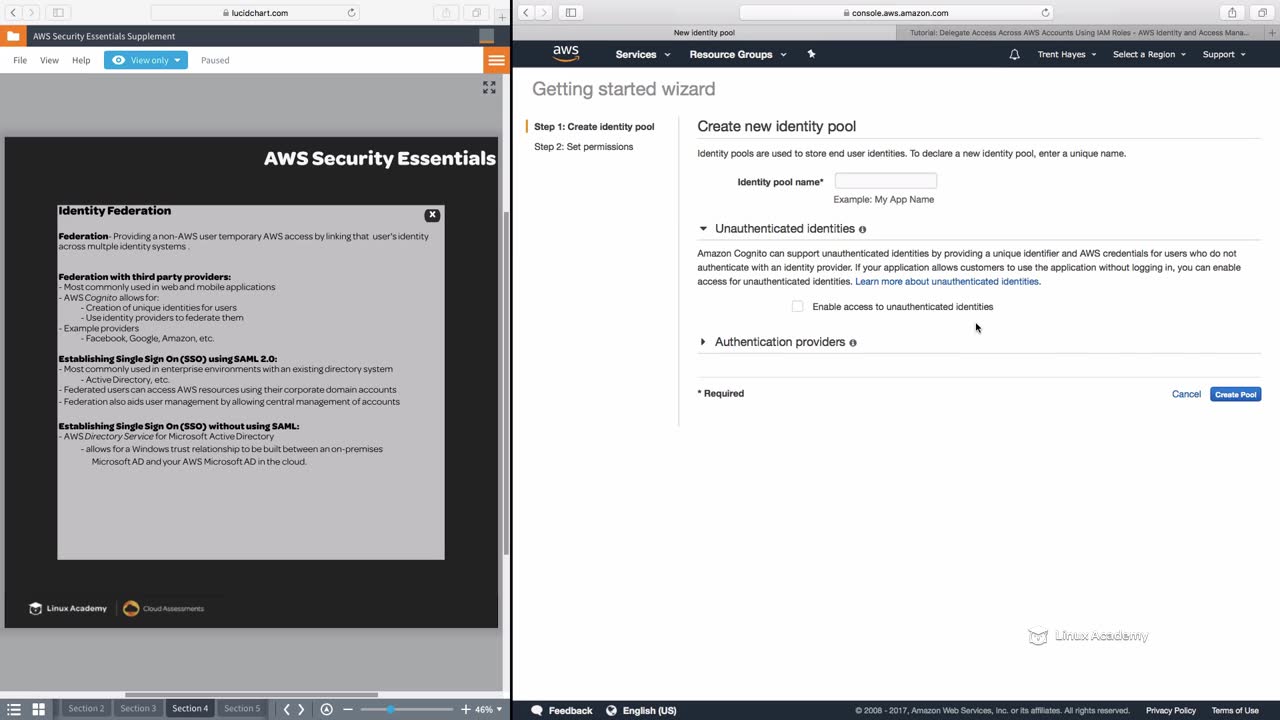 lucidchart.com
AWS Security Essentials Supplement
File View Help View only Paused
AWS Security Essentials
Identity Federation
X
Federation- Providing a non-AWS user temporary AWS access by linking that user's identity
across multple identity systems .
Federation with third party providers:
- Most commonly used in web and mobile applications
- AWS Cognito allows for:
- Creation of unique identities for users
- Use identity providers to federate them
- Example providers
- Facebook, Google, Amazon, etc.
Establishing Single Sign On (SSO) using SAML 2.0:
- Most commonly used in enterprise environments with an existing directory system
- Active Directory, etc.
- Federated users can access AWS resources using their corporate domain accounts
- Federation also aids user management by allowing central management of accounts
Establishing Single Sign On (SSO) without using SAML:
- AWS Directory Service for Microsoft Active Directory
- allows for a Windows trust relationship to be built between an on-premises
Microsoft AD and your AWS Microsoft AD in the cloud.
Linux Academy Cloud Assessments
Section 2 Section 3 Section 4 Section 5 46%
console.aws.amazon.com
New identity pool
Tutorial: Delegate Access Across AWS Accounts Using IAM Roles - AWS Identity and Access Mana...
aws Services Resource Groups Trent Hayes Select a Region Support
Getting started wizard
Step 1: Create identity pool
Step 2: Set permissions
Create new identity pool
Identity pools are used to store end user identities. To declare a new identity pool, enter a unique name.
Identity pool name*
Example: My App Name
Unauthenticated identities
Amazon Cognito can support unauthenticated identities by providing a unique identifier and AWS credentials for users who do not
authenticate with an identity provider. If your application allows customers to use the application without logging in, you can enable
access for unauthenticated identities. Learn more about unauthenticated identities.
Enable access to unauthenticated identities
Authentication providers
* Required
Cancel Create Pool
Linux Academy
Feedback English (US)
© 2008 - 2017, Amazon Web Services, Inc. or its affiliates. All rights reserved. Privacy Policy Terms of Use